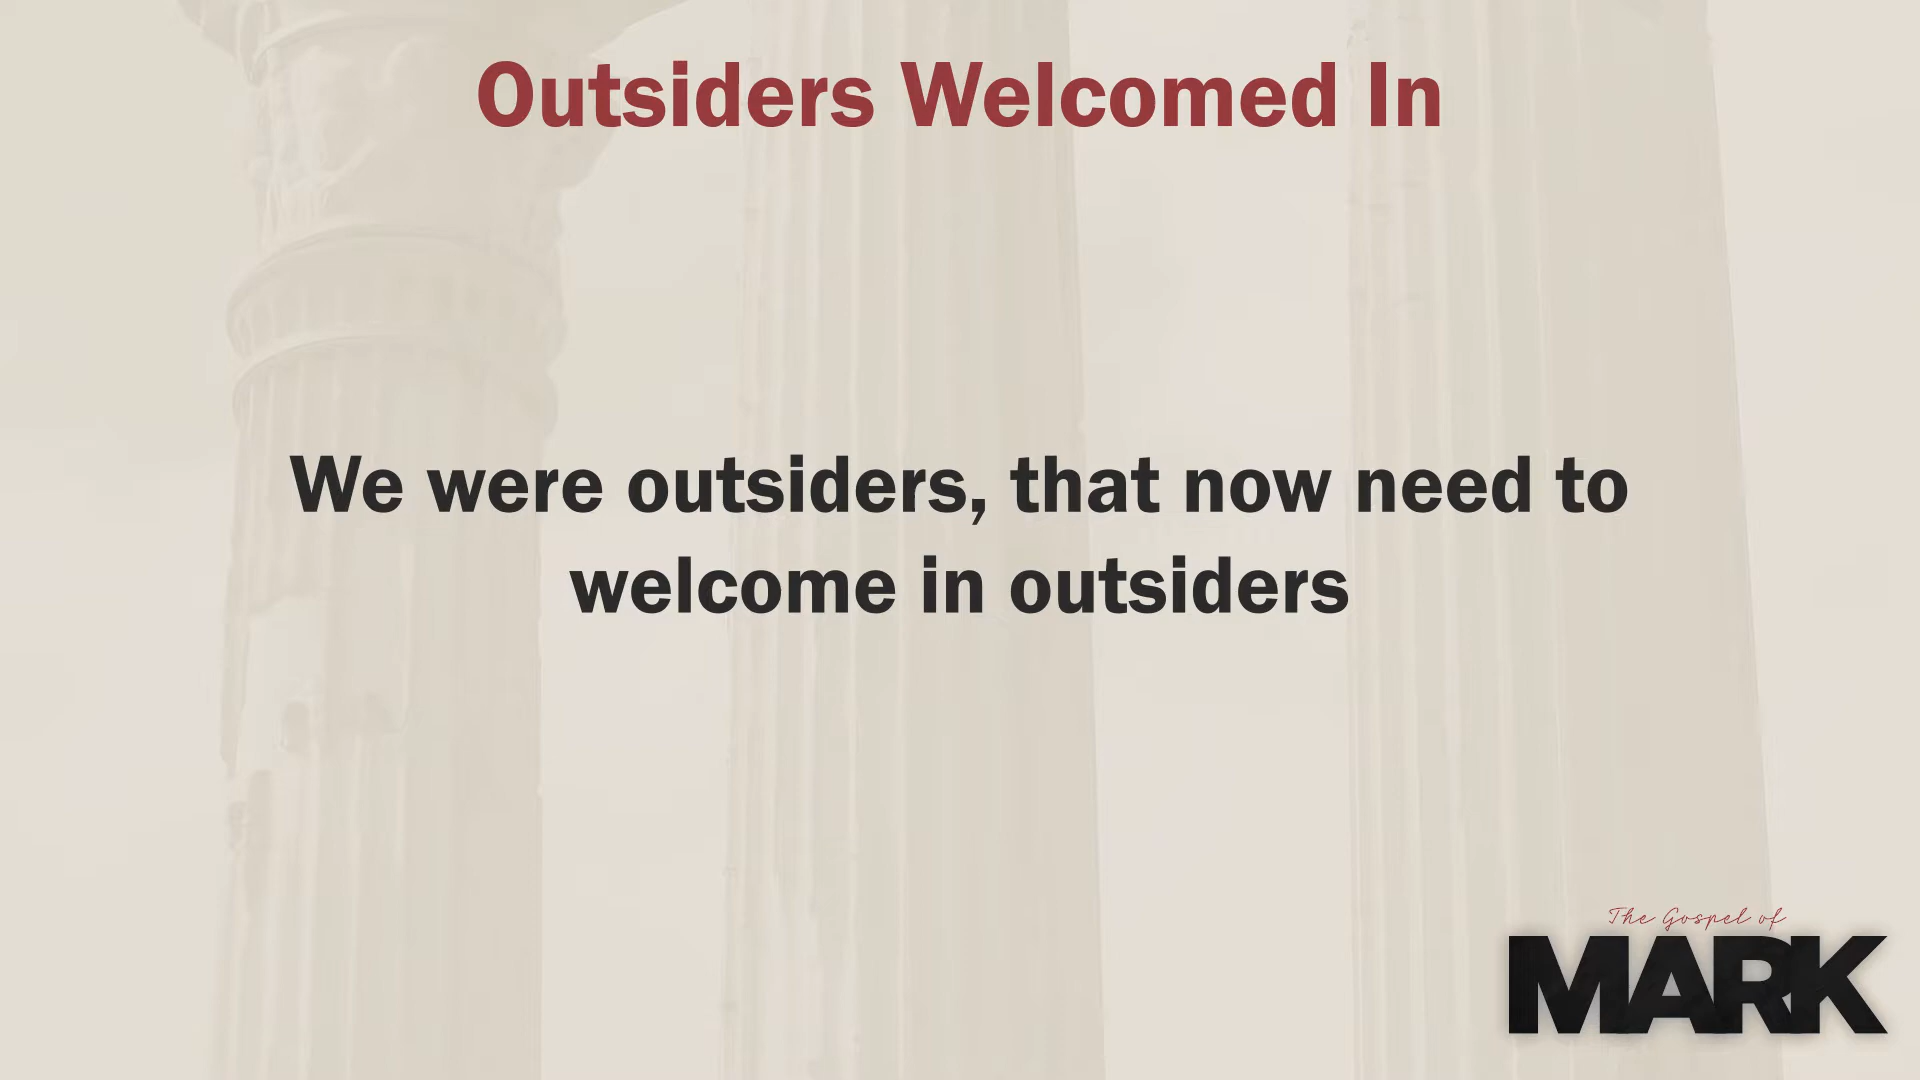 Outsiders Welcomed In
We were outsiders, that now need to
welcome in outsiders
The Gospel of
MARK